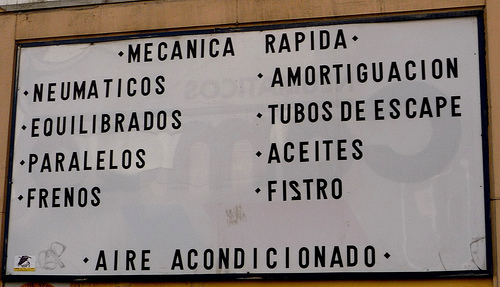 ·MECANICA RAPIDA·
·NEUMATICOS
·EQUILIBRADOS
·PARALELOS
·FRENOS
·AMORTIGUACION
·TUBOS DE ESCAPE
·ACEITES
·FISTRO
·AIRE ACONDICIONADO·